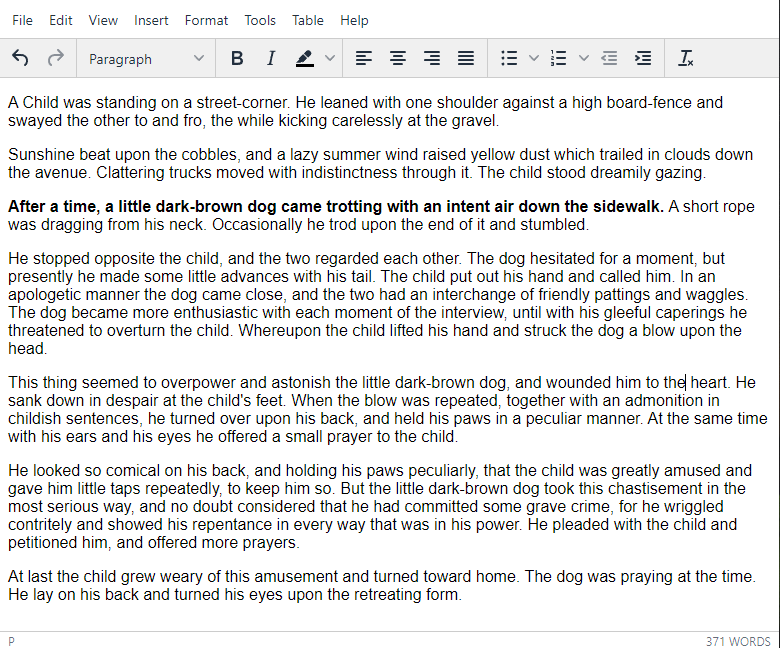 File Edit View Insert Format Tools Table Help
Paragraph B I
A Child was standing on a street-corner. He leaned with one shoulder against a high board-fence and
swayed the other to and fro, the while kicking carelessly at the gravel.
Sunshine beat upon the cobbles, and a lazy summer wind raised yellow dust which trailed in clouds down
the avenue. Clattering trucks moved with indistinctness through it. The child stood dreamily gazing.
After a time, a little dark-brown dog came trotting with an intent air down the sidewalk. A short rope
was dragging from his neck. Occasionally he trod upon the end of it and stumbled.
He stopped opposite the child, and the two regarded each other. The dog hesitated for a moment, but
presently he made some little advances with his tail. The child put out his hand and called him. In an
apologetic manner the dog came close, and the two had an interchange of friendly pattings and waggles.
The dog became more enthusiastic with each moment of the interview, until with his gleeful caperings he
threatened to overturn the child. Whereupon the child lifted his hand and struck the dog a blow upon the
head.
This thing seemed to overpower and astonish the little dark-brown dog, and wounded him to the heart. He
sank down in despair at the child's feet. When the blow was repeated, together with an admonition in
childish sentences, he turned over upon his back, and held his paws in a peculiar manner. At the same time
with his ears and his eyes he offered a small prayer to the child.
He looked so comical on his back, and holding his paws peculiarly, that the child was greatly amused and
gave him little taps repeatedly, to keep him so. But the little dark-brown dog took this chastisement in the
most serious way, and no doubt considered that he had committed some grave crime, for he wriggled
contritely and showed his repentance in every way that was in his power. He pleaded with the child and
petitioned him, and offered more prayers.
At last the child grew weary of this amusement and turned toward home. The dog was praying at the time.
He lay on his back and turned his eyes upon the retreating form.
P 371 WORDS